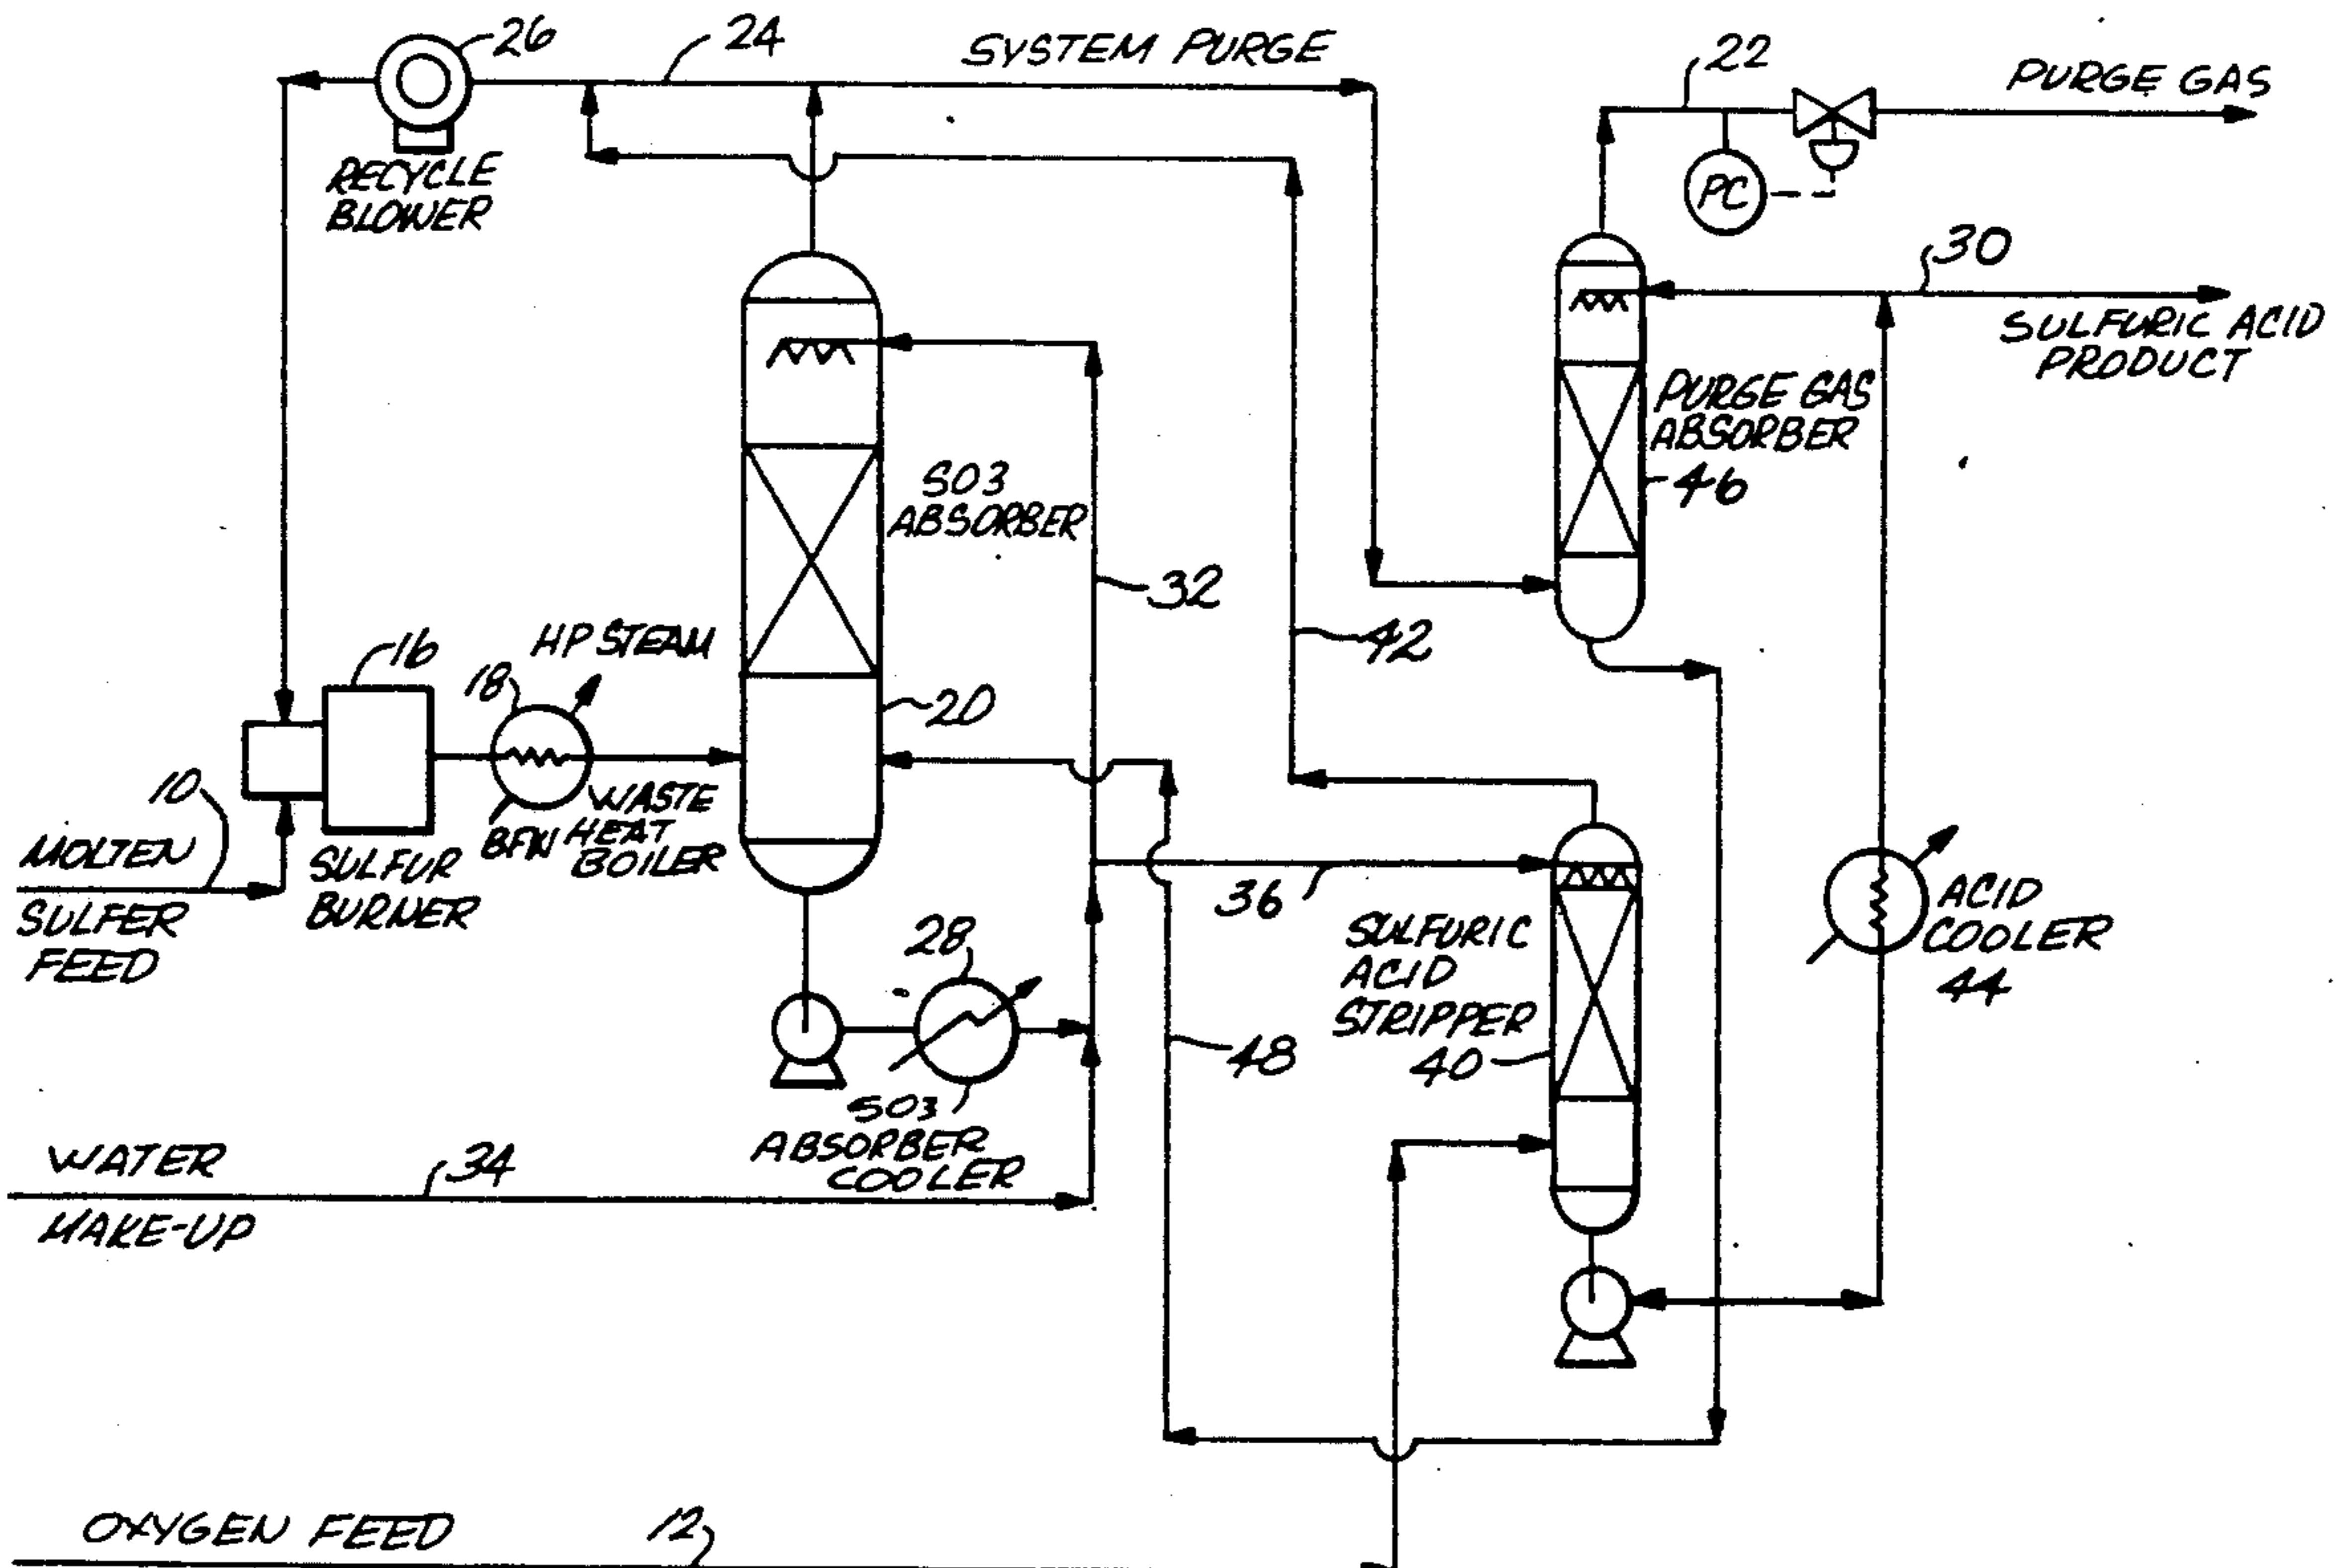 26
24
SYSTEM PURGE
22
PURGE GAS
RECYCLE
BLOWER
PC
30
SULFURIC ACID
PRODUCT
PURGE GAS
ABSORBER
46
SO3
ABSORBER
32
42
HP STEAM
16
18
20
10
MOLTEN
SULFER
FEED
SULFUR
BURNER
BFW
WASTE
HEAT
BOILER
36
28
SULFURIC
ACID
STRIPPER
40
ACID
COOLER
44
48
SO3
ABSORBER
COOLER
WATER
34
MAKE-UP
OXYGEN FEED
12